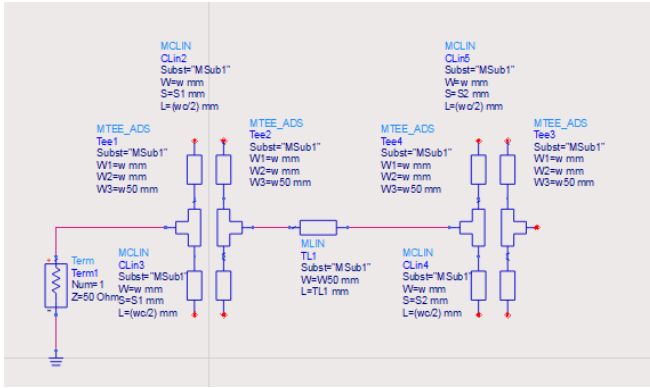 MCLIN
CLin2
Subst="MSub1"
W=w mm
S=S1 mm
L=(wc/2) mm
MCLIN
CLin5
Subst="MSub1"
W=w mm
S=S2 mm
L=(wc/2) mm
MTEE_ADS
Tee1
Subst="MSub1"
W1=w mm
W2=w mm
W3=w50 mm
MTEE_ADS
Tee2
Subst="MSub1"
W1=w mm
W2=w mm
W3=w50 mm
MTEE_ADS
Tee4
Subst="MSub1"
W1=w mm
W2=w mm
W3=w50 mm
MTEE_ADS
Tee3
Subst="MSub1"
W1=w mm
W2=w mm
W3=w50 mm
Term
Term1
Num=1
Z=50 Ohm
MCLIN
CLin3
Subst="MSub1"
W=w mm
S=S1 mm
L=(wc/2) mm
MLIN
TL1
Subst="MSub1"
W=W50 mm
L=TL1 mm
MCLIN
CLin4
Subst="MSub1"
W=w mm
S=S2 mm
L=(wc/2) mm